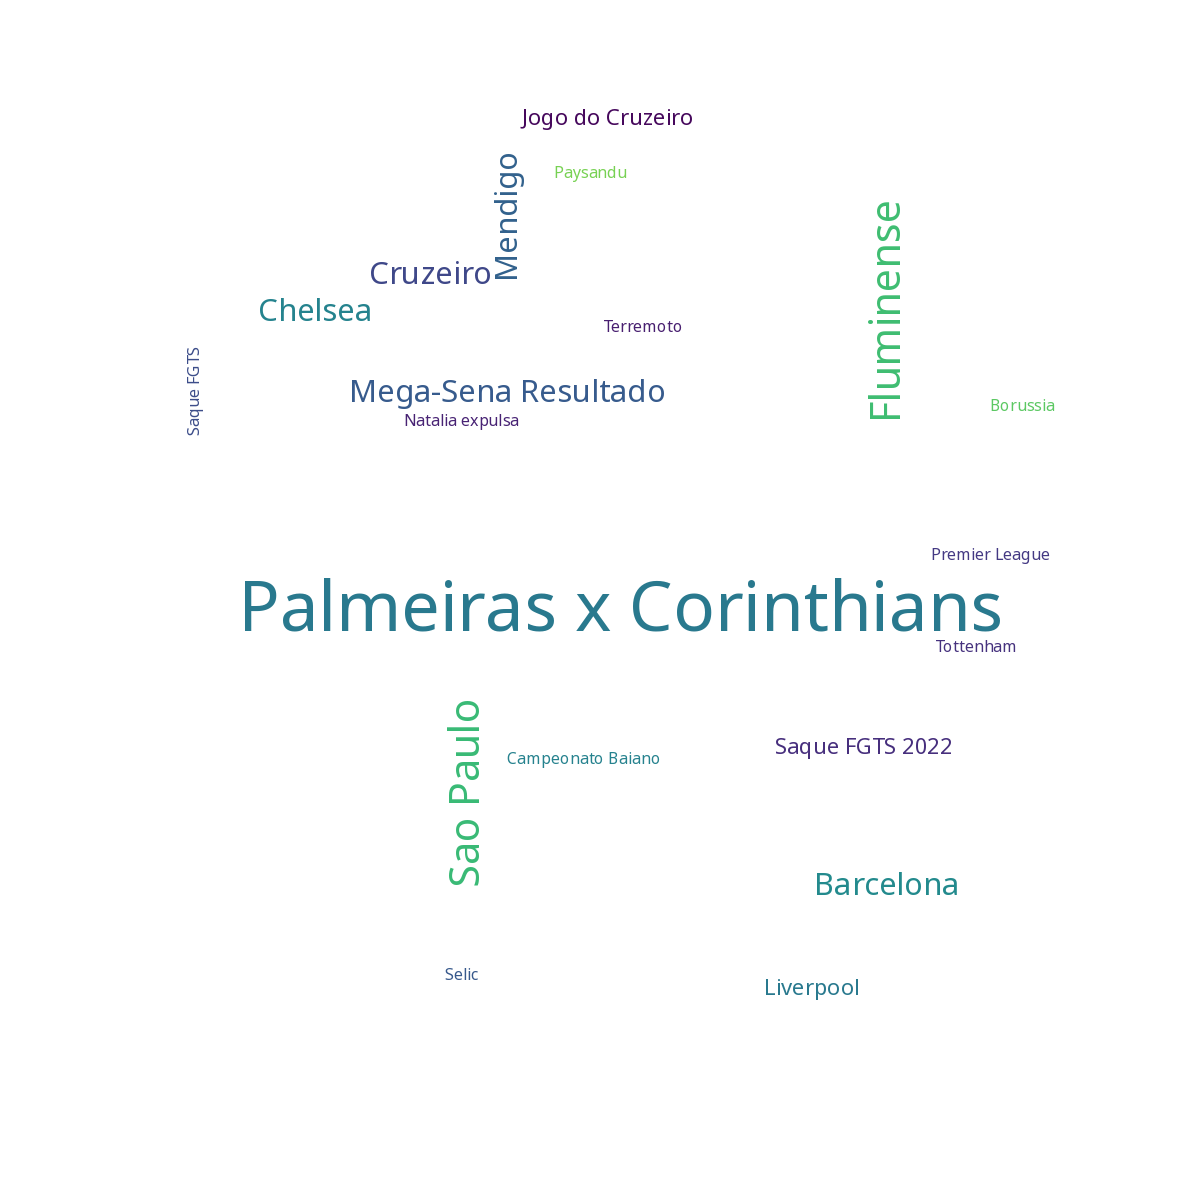 Jogo do Cruzeiro
Mendigo
Paysandu
Fluminense
Cruzeiro
Chelsea
Terremoto
Saque FGTS
Mega-Sena Resultado
Borussia
Natalia expulsa
Premier League
Palmeiras x Corinthians
Tottenham
Sao Paulo
Saque FGTS 2022
Campeonato Baiano
Barcelona
Selic
Liverpool